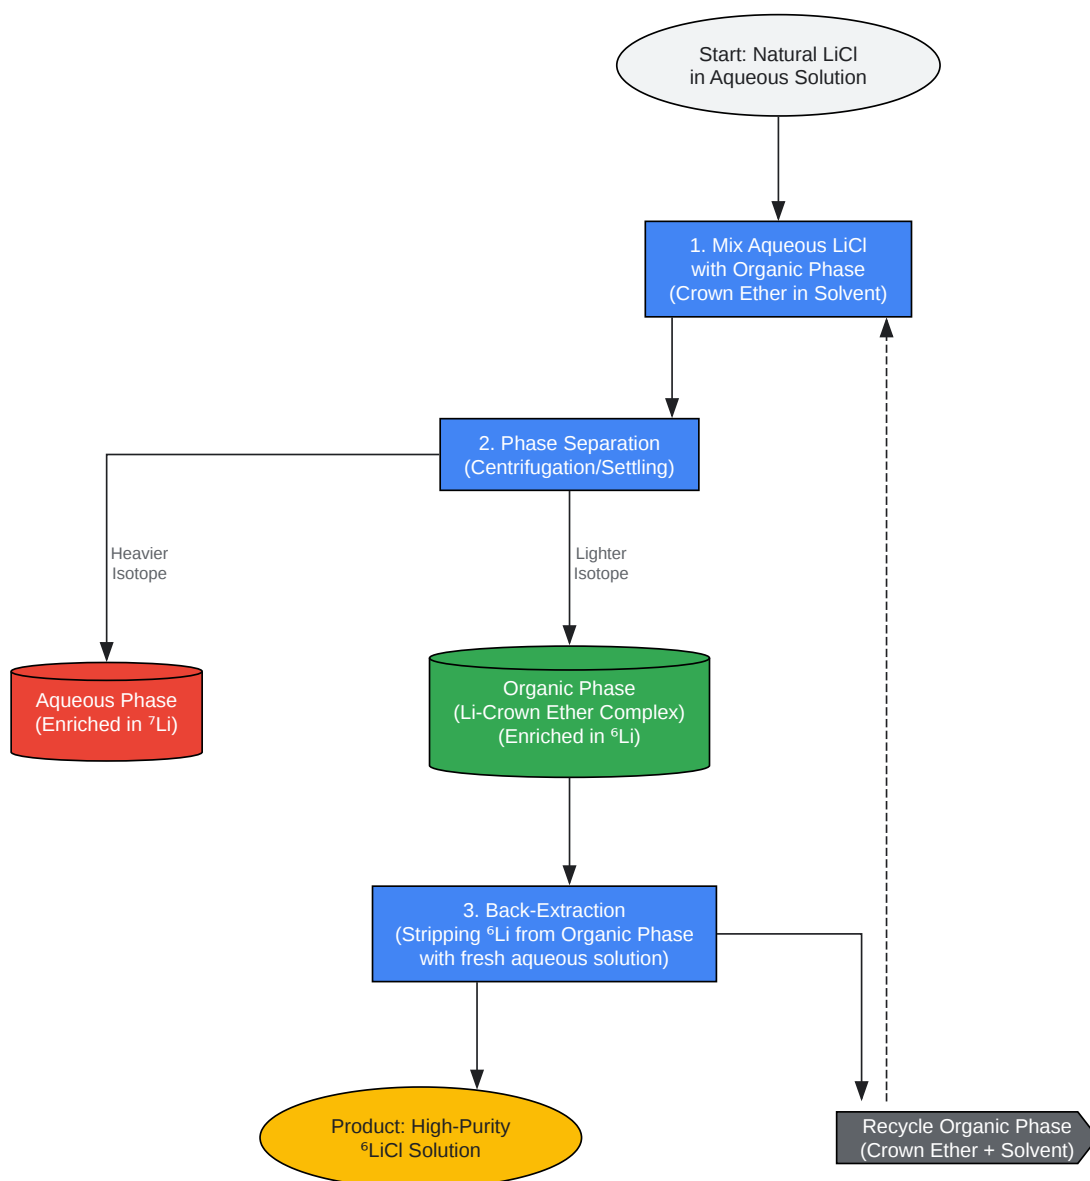 Start: Natural LiCl
in Aqueous Solution
1. Mix Aqueous LiCl
with Organic Phase
(Crown Ether in Solvent)
2. Phase Separation
(Centrifugation/Settling)
Heavier
Isotope
Lighter
Isotope
Aqueous Phase
(Enriched in ⁷Li)
Organic Phase
(Li-Crown Ether Complex)
(Enriched in ⁶Li)
3. Back-Extraction
(Stripping ⁶Li from Organic Phase
with fresh aqueous solution)
Product: High-Purity
⁶LiCl Solution
Recycle Organic Phase
(Crown Ether + Solvent)